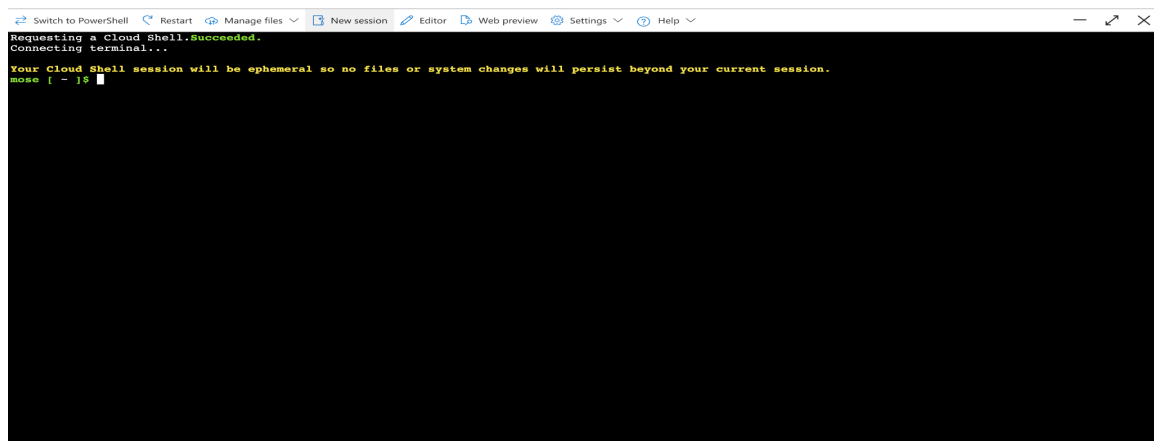 Switch to PowerShell Restart Manage files New session Editor Web preview Settings Help
Requesting a Cloud Shell.Succeeded.
Connecting terminal...
Your Cloud Shell session will be ephemeral so no files or system changes will persist beyond your current session.
mose [ ~ ]$